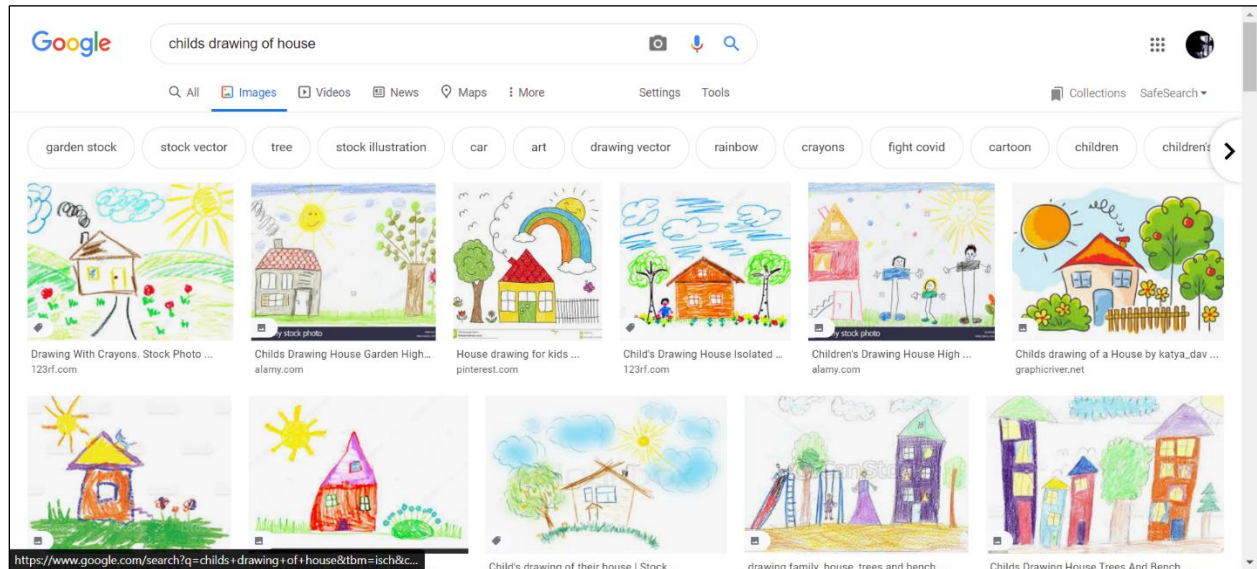 Google
childs drawing of house
All Images Videos News Maps More Settings Tools
Collections SafeSearch
garden stock stock vector tree stock illustration car art drawing vector rainbow crayons fight covid cartoon children children's
y stock photo
y stock photo
Drawing With Crayons. Stock Photo ... Childs Drawing House Garden High... House drawing for kids ... Child's Drawing House Isolated ... Children's Drawing House High ... Childs drawing of a House by katya_dav ...
123rf.com alamy.com pinterest.com 123rf.com alamy.com graphicriver.net
https://www.google.com/search?q=childs+drawing+of+house&tbm=isch&c...
Child's drawing of their house | Stock ... drawing family, house, trees and bench ... Childs Drawing House Trees And Bench